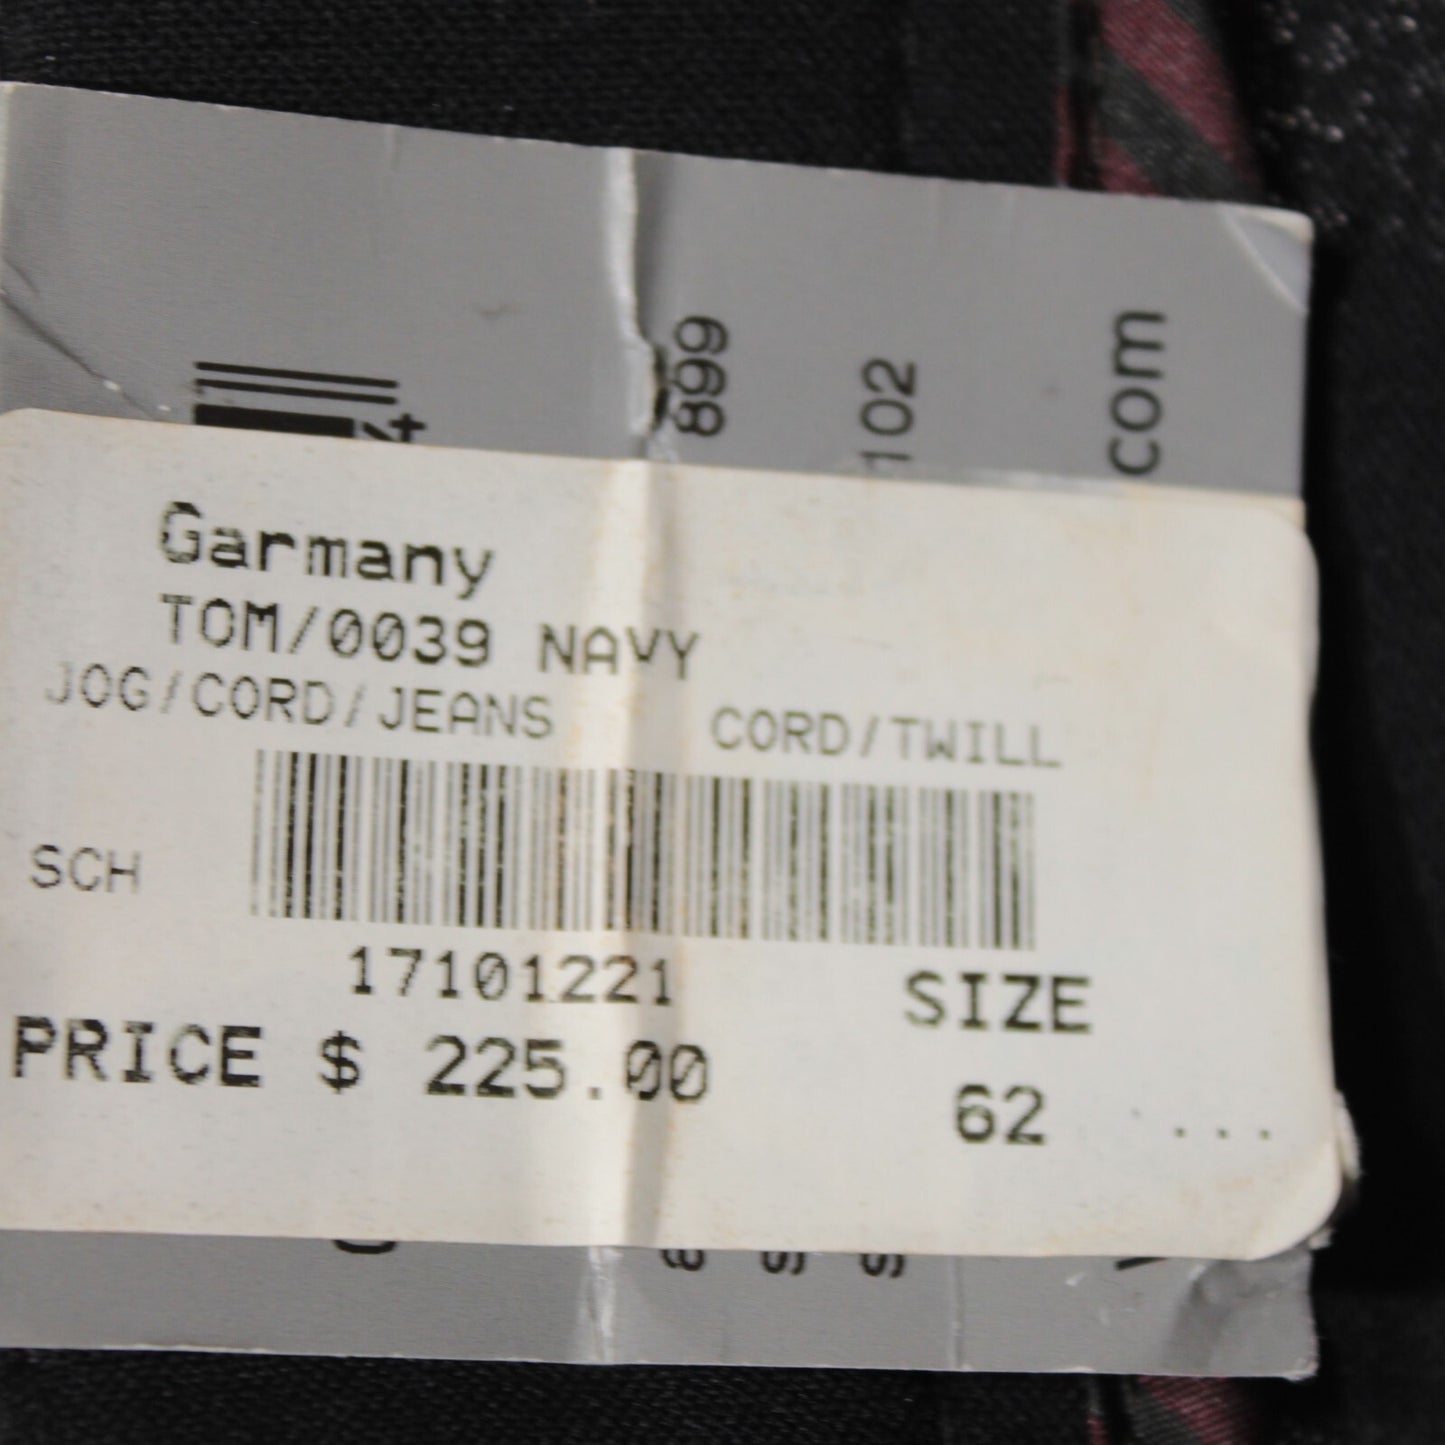 899
102
com
4
Garmany
TOM/0039 NAVY
JOG/CORD/JEANS CORD/TWILL
SCH
17101221
SIZE
PRICE $ 225.00
62 ...